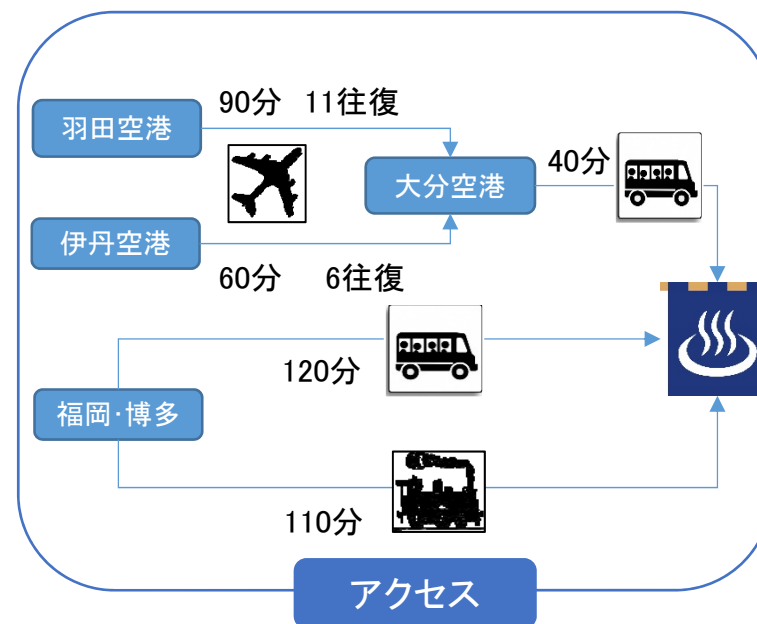 羽田空港
90分 11往復
大分空港
40分
伊丹空港
60分 6往復
120分
福岡・博多
110分
アクセス